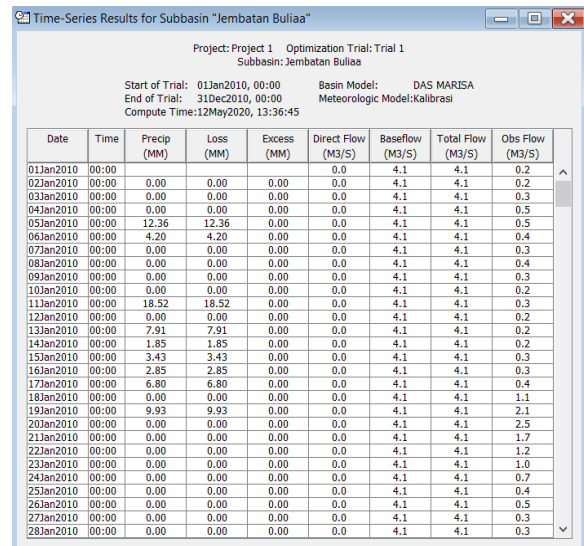 Time-Series Results for Subbasin "Jembatan Buliaa"
Project: Project 1 Optimization Trial: Trial 1
Subbasin: Jembatan Buliaa
Start of Trial: 01Jan2010, 00:00 Basin Model: DAS MARISA
End of Trial: 31Dec2010, 00:00 Meteorologic Model:Kalibrasi
Compute Time:12May2020, 13:36:45
Date Time Precip (MM) Loss (MM) Excess (MM) Direct Flow (M3/S) Baseflow (M3/S) Total Flow (M3/S) Obs Flow (M3/S)
01Jan2010 00:00 0.0 4.1 4.1 0.2
02Jan2010 00:00 0.00 0.00 0.00 0.0 4.1 4.1 0.2
03Jan2010 00:00 0.00 0.00 0.00 0.0 4.1 4.1 0.3
04Jan2010 00:00 0.00 0.00 0.00 0.0 4.1 4.1 0.5
05Jan2010 00:00 12.36 12.36 0.00 0.0 4.1 4.1 0.5
06Jan2010 00:00 4.20 4.20 0.00 0.0 4.1 4.1 0.4
07Jan2010 00:00 0.00 0.00 0.00 0.0 4.1 4.1 0.3
08Jan2010 00:00 0.00 0.00 0.00 0.0 4.1 4.1 0.4
09Jan2010 00:00 0.00 0.00 0.00 0.0 4.1 4.1 0.3
10Jan2010 00:00 0.00 0.00 0.00 0.0 4.1 4.1 0.2
11Jan2010 00:00 18.52 18.52 0.00 0.0 4.1 4.1 0.3
12Jan2010 00:00 0.00 0.00 0.00 0.0 4.1 4.1 0.2
13Jan2010 00:00 7.91 7.91 0.00 0.0 4.1 4.1 0.2
14Jan2010 00:00 1.85 1.85 0.00 0.0 4.1 4.1 0.2
15Jan2010 00:00 3.43 3.43 0.00 0.0 4.1 4.1 0.3
16Jan2010 00:00 2.85 2.85 0.00 0.0 4.1 4.1 0.3
17Jan2010 00:00 6.80 6.80 0.00 0.0 4.1 4.1 0.4
18Jan2010 00:00 0.00 0.00 0.00 0.0 4.1 4.1 1.1
19Jan2010 00:00 9.93 9.93 0.00 0.0 4.1 4.1 2.1
20Jan2010 00:00 0.00 0.00 0.00 0.0 4.1 4.1 2.5
21Jan2010 00:00 0.00 0.00 0.00 0.0 4.1 4.1 1.7
22Jan2010 00:00 0.00 0.00 0.00 0.0 4.1 4.1 1.2
23Jan2010 00:00 0.00 0.00 0.00 0.0 4.1 4.1 1.0
24Jan2010 00:00 0.00 0.00 0.00 0.0 4.1 4.1 0.7
25Jan2010 00:00 0.00 0.00 0.00 0.0 4.1 4.1 0.4
26Jan2010 00:00 0.00 0.00 0.00 0.0 4.1 4.1 0.5
27Jan2010 00:00 0.00 0.00 0.00 0.0 4.1 4.1 0.3
28Jan2010 00:00 0.00 0.00 0.00 0.0 4.1 4.1 0.3